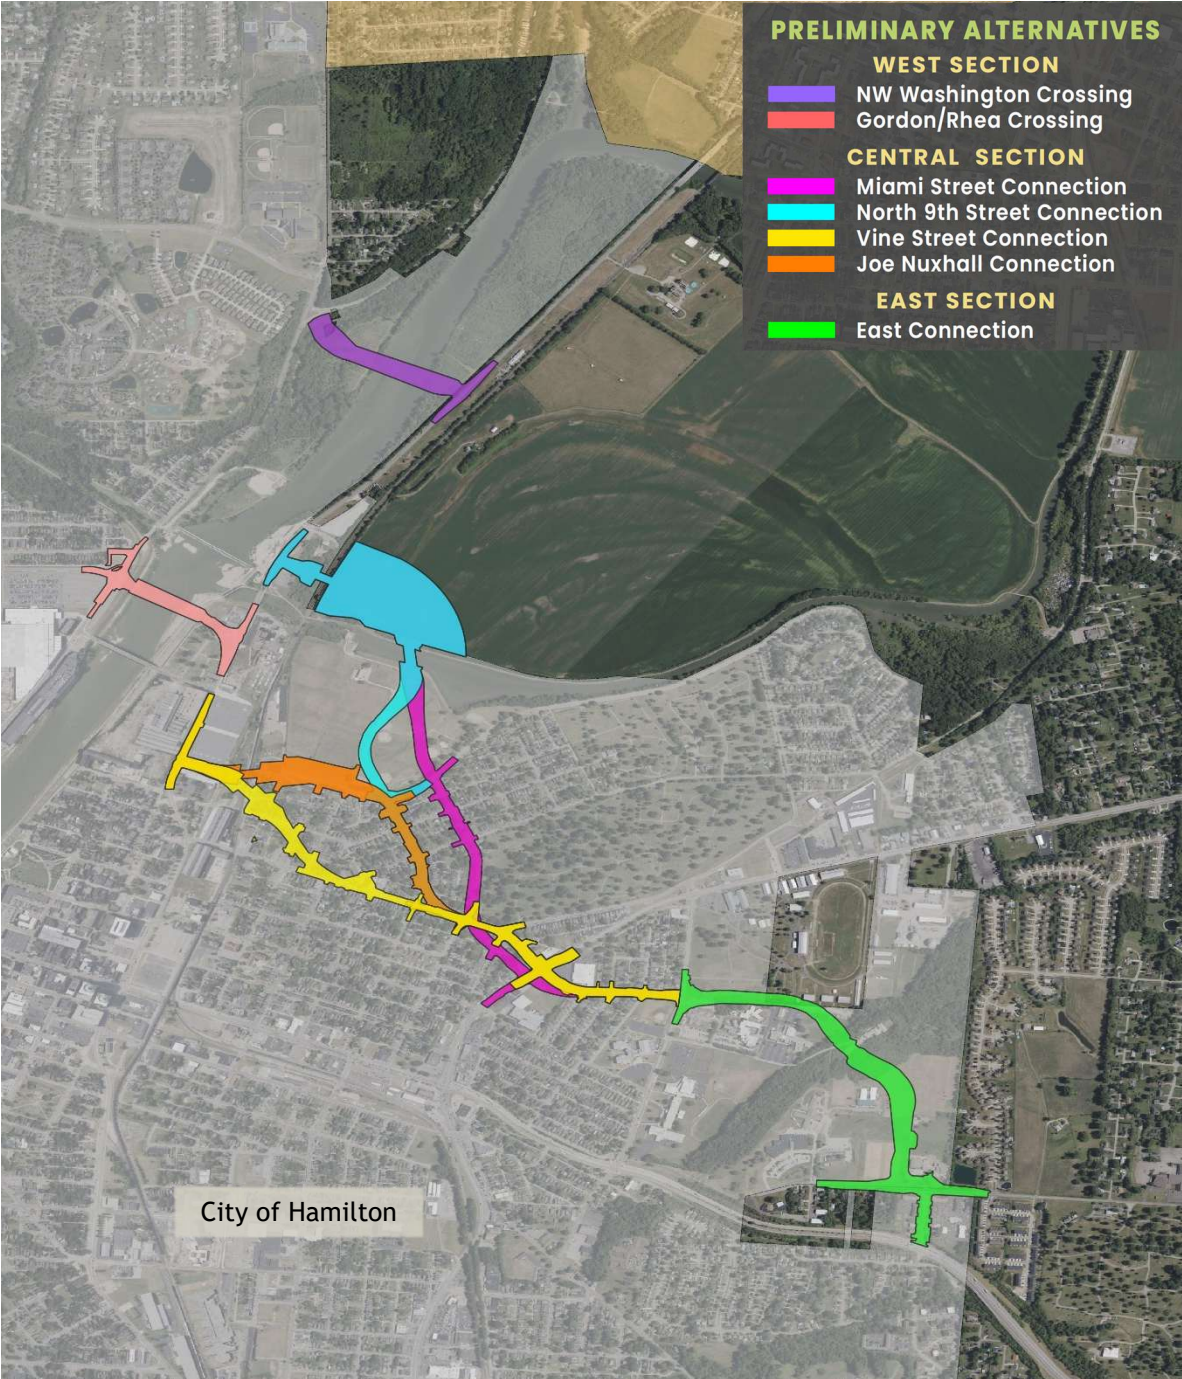 PRELIMINARY ALTERNATIVES
WEST SECTION
NW Washington Crossing
Gordon/Rhea Crossing
CENTRAL SECTION
Miami Street Connection
North 9th Street Connection
Vine Street Connection
Joe Nuxhall Connection
EAST SECTION
East Connection
City of Hamilton